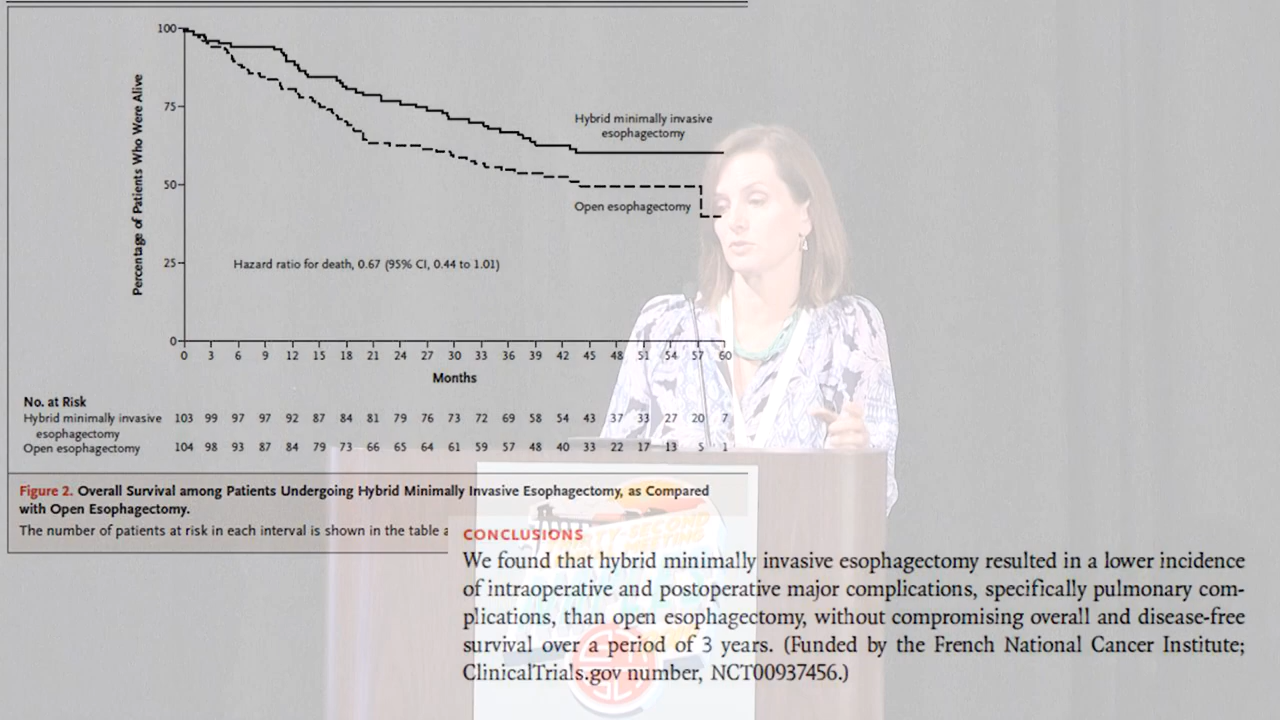 100
75
50
25
0
Percentage of Patients Who Were Alive
Hybrid minimally invasive
esophagectomy
Open esophagectomy
Hazard ratio for death, 0.67 (95% CI, 0.44 to 1.01)
0 3 6 9 12 15 18 21 24 27 30 33 36 39 42 45 48 51 54 57 60
Months
No. at Risk
Hybrid minimally invasive 103 99 97 97 92 87 84 81 79 76 73 72 69 58 54 43 37 33 27 20 7
esophagectomy
Open esophagectomy 104 98 93 87 84 79 73 66 65 64 61 59 57 48 40 33 22 17 13 5 1
Figure 2. Overall Survival among Patients Undergoing Hybrid Minimally Invasive Esophagectomy, as Compared
with Open Esophagectomy.
The number of patients at risk in each interval is shown in the table
THIRTY-SECOND
MEETING
CONCLUSIONS
We found that hybrid minimally invasive esophagectomy resulted in a lower incidence
of intraoperative and postoperative major complications, specifically pulmonary com-
plications, than open esophagectomy, without compromising overall and disease-free
survival over a period of 3 years. (Funded by the French National Cancer Institute;
ClinicalTrials.gov number, NCT00937456.)